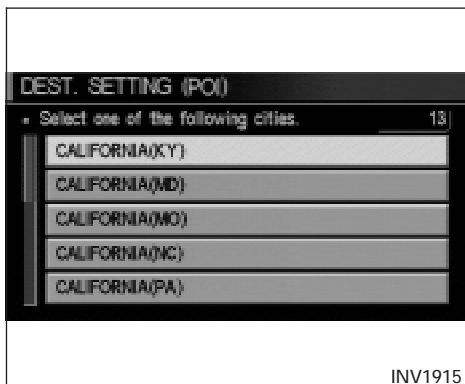 DEST. SETTING (POI)
Select one of the following cities. 13
CALIFORNIA(KY)
CALIFORNIA(MD)
CALIFORNIA(MO)
CALIFORNIA(NC)
CALIFORNIA(PA)
INV1915